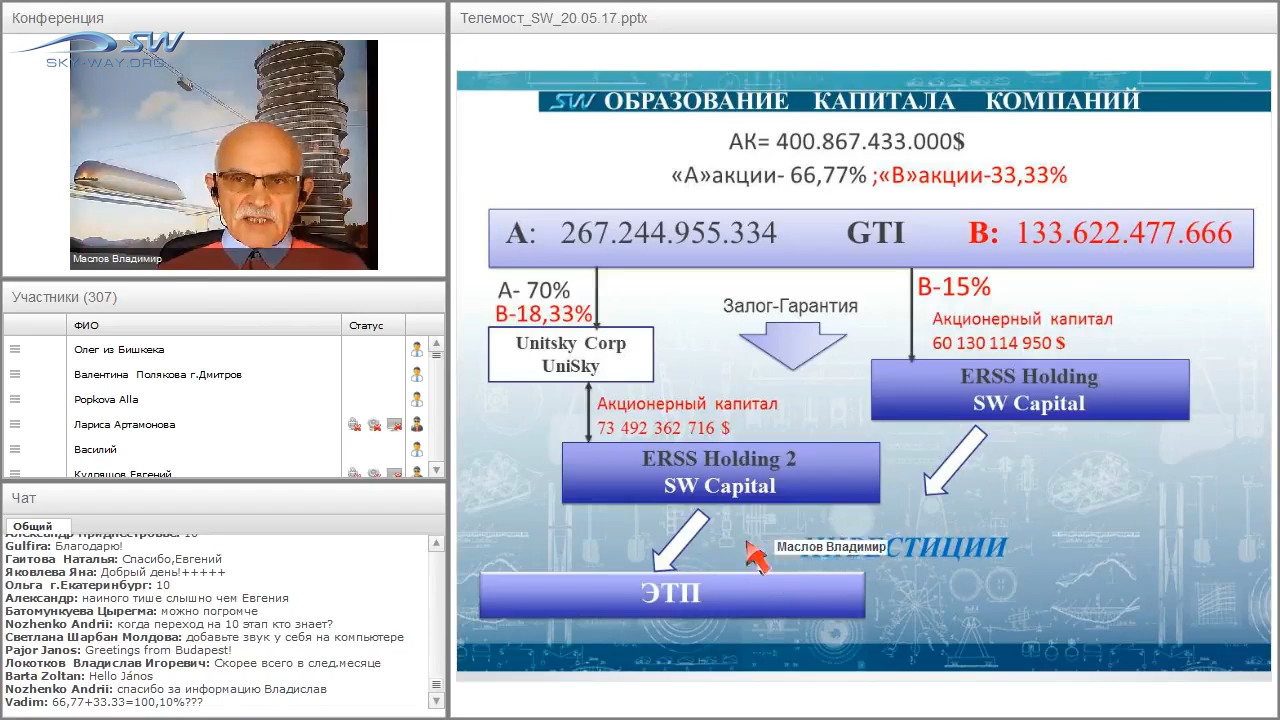 Конференция
SW
SKY-WAY.ORG
Маслов Владимир
Участники (307)
ФИО
Статус
Олег из Бишкека
Валентина Полякова г.Дмитров
Popkova Alla
Лариса Артамонова
Василий
Кудряшов Евгений
Чат
Общий
Александр Приднестровье: 10
Gulfira: Благодарю!
Гаитова Наталья: Спасибо,Евгений
Яковлева Яна: Добрый день!+++++
Ольга г.Екатеринбург: 10
Александр: наиного тише слышно чем Евгения
Батомункуева Цырегма: можно погромче
Nozhenko Andrii: когда переход на 10 этап кто знает?
Светлана Шарбан Молдова: добавьте звук у себя на компьютере
Pajor Janos: Greetings from Budapest!
Локотков Владислав Игоревич: Скорее всего в след.месяце
Barta Zoltan: Hello János
Nozhenko Andrii: спасибо за информацию Владислав
Vadim: 66,77+33.33=100,10%???
Телемост_SW_20.05.17.pptx
SW ОБРАЗОВАНИЕ КАПИТАЛА КОМПАНИЙ
АК= 400.867.433.000$
«А»акции- 66,77% ;«В»акции-33,33%
А: 267.244.955.334 GTI В: 133.622.477.666
А- 70%
В-18,33%
Залог-Гарантия
В-15%
Акционерный капитал
60 130 114 950 $
Unitsky Corp
UniSky
ERSS Holding
SW Capital
Акционерный капитал
73 492 362 716 $
ERSS Holding 2
SW Capital
Маслов Владимир
ЕСТИЦИИ
ЭТП